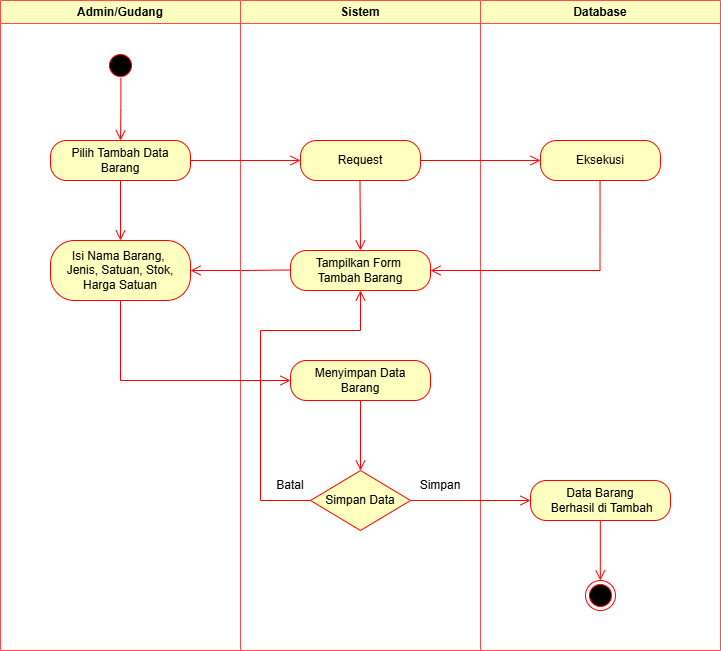 Admin/Gudang
Sistem
Database
Pilih Tambah Data
Barang
Request
Eksekusi
Isi Nama Barang,
Jenis, Satuan, Stok,
Harga Satuan
Tampilkan Form
Tambah Barang
Menyimpan Data
Barang
Batal
Simpan Data
Simpan
Data Barang
Berhasil di Tambah